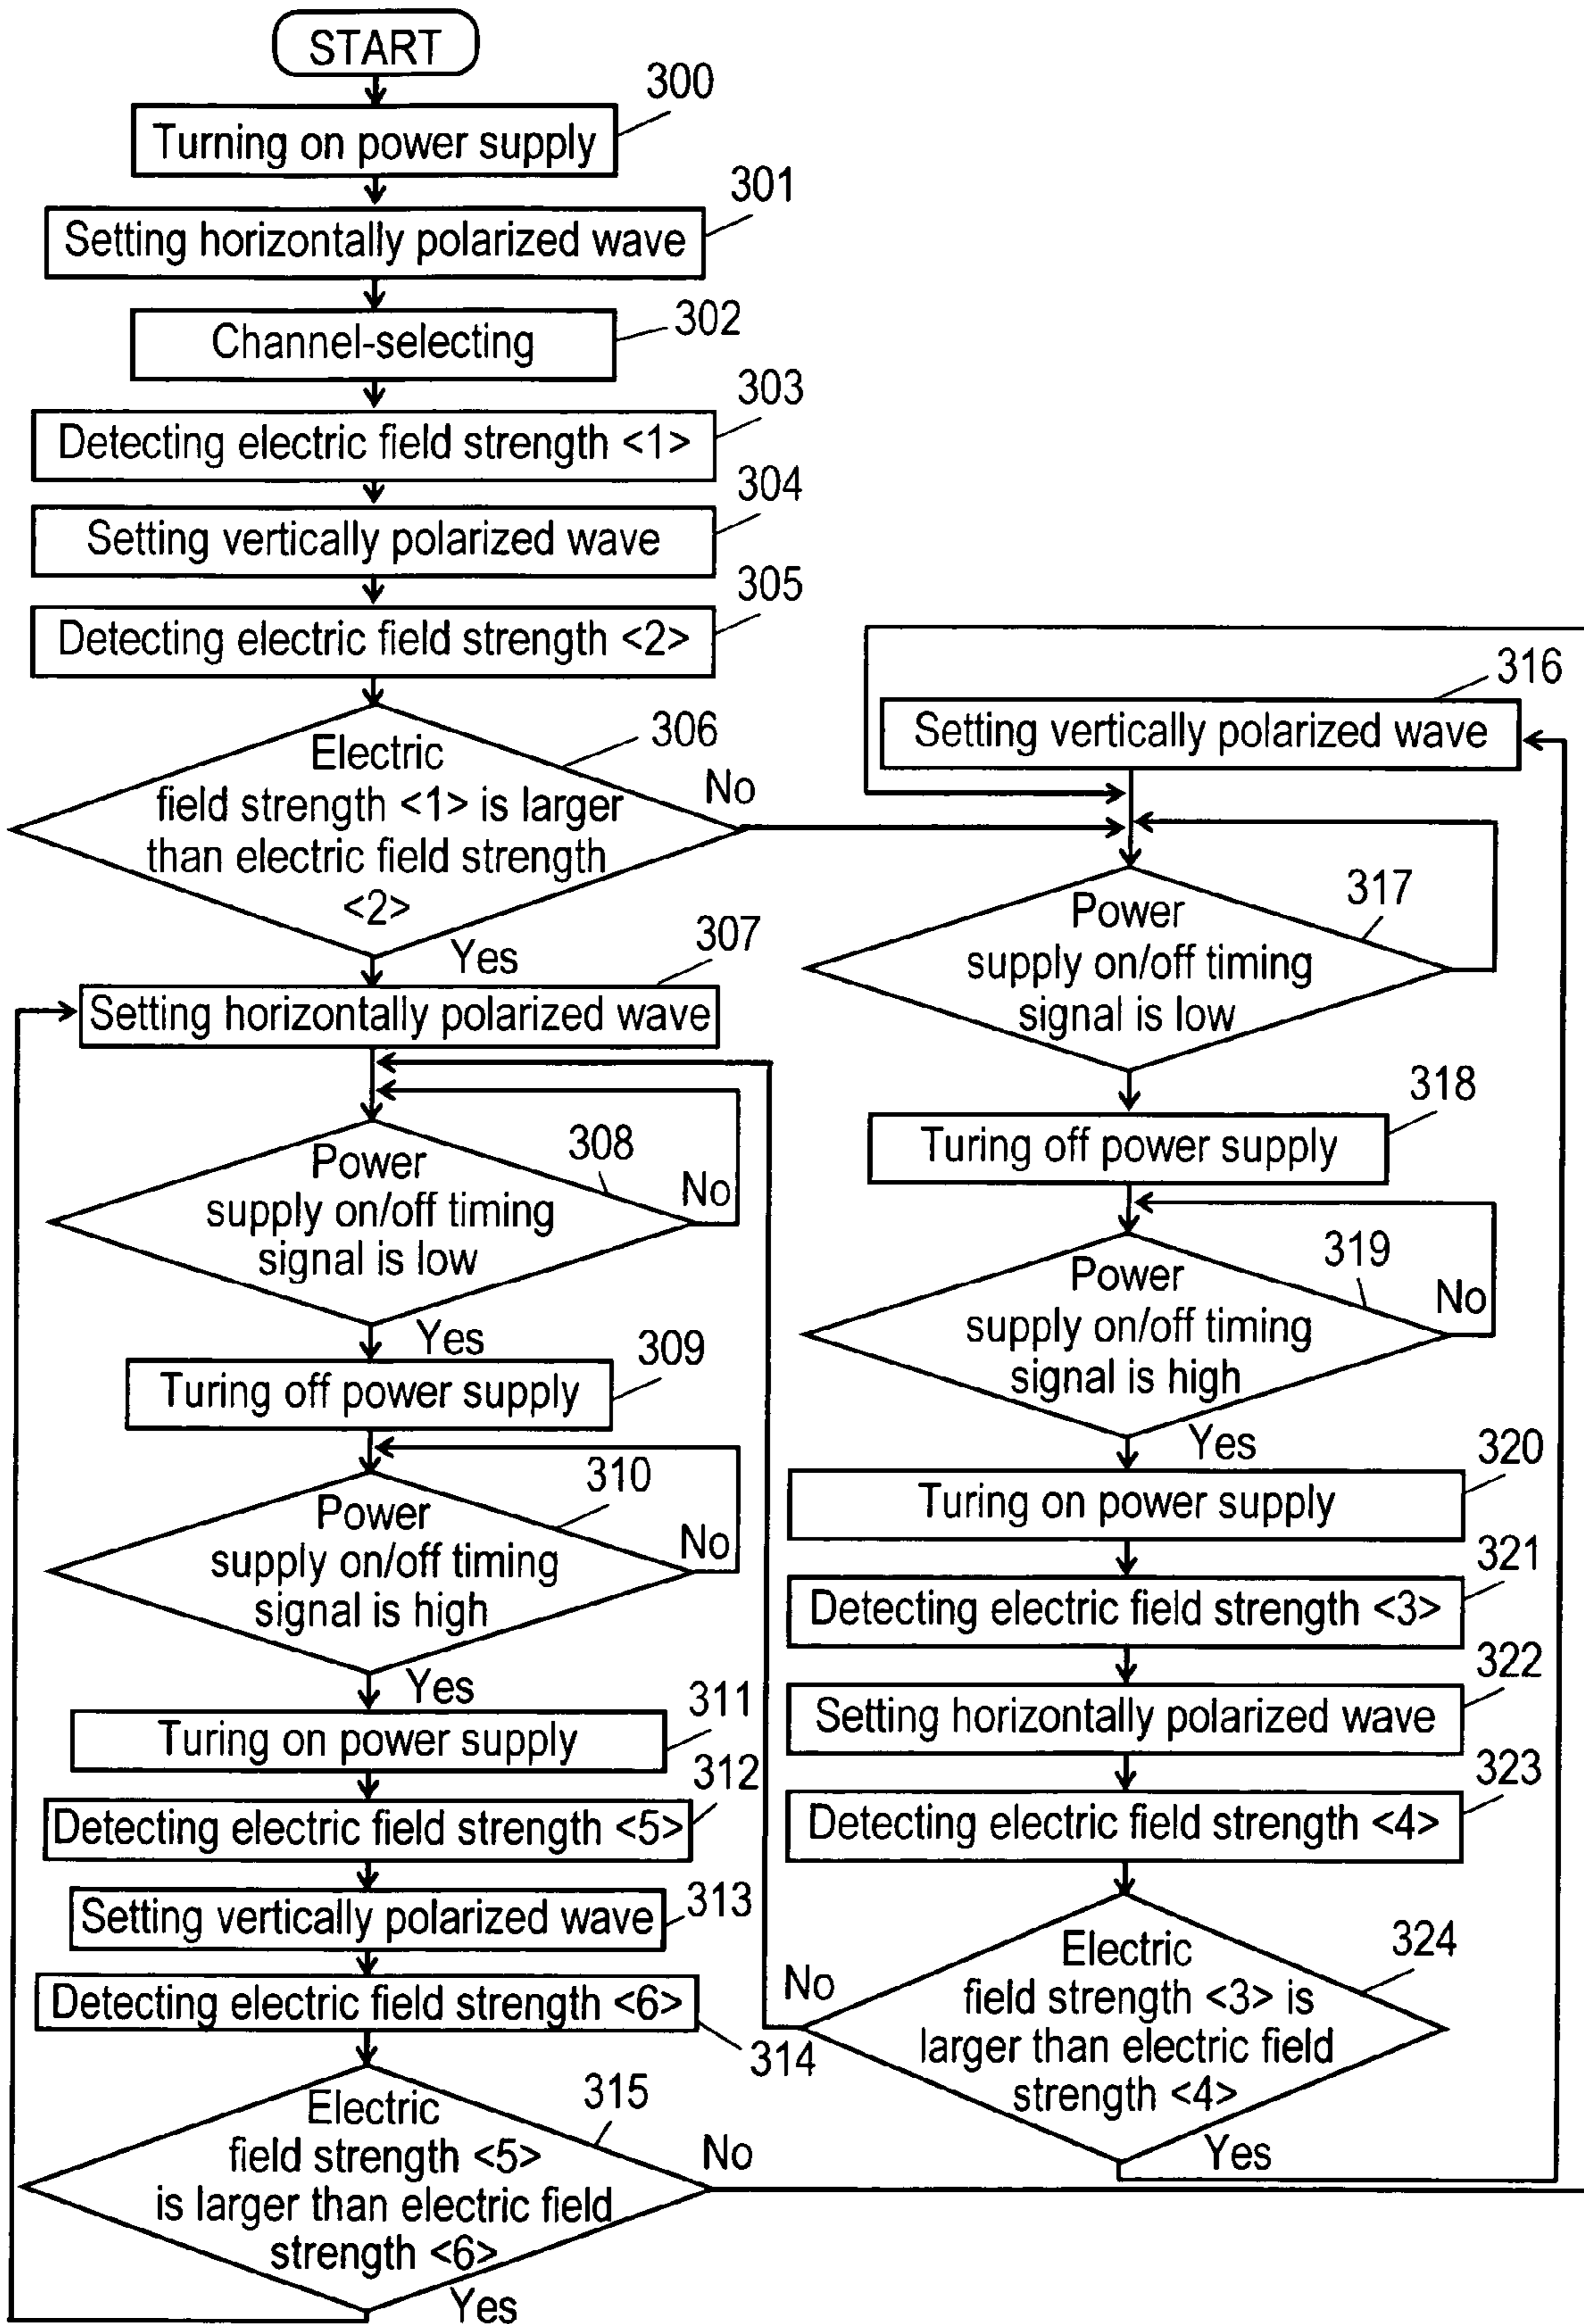 START
300
Turning on power supply
301
Setting horizontally polarized wave
302
Channel-selecting
303
Detecting electric field strength <1>
304
Setting vertically polarized wave
305
Detecting electric field strength <2>
306
Electric
field strength <1> is larger
than electric field strength
<2>
No
Yes
307
Setting horizontally polarized wave
308
Power
supply on/off timing
signal is low
No
Yes
309
Turing off power supply
310
Power
supply on/off timing
signal is high
No
Yes
311
Turing on power supply
312
Detecting electric field strength <5>
313
Setting vertically polarized wave
Detecting electric field strength <6>
314
315
Electric
field strength <5>
is larger than electric field
strength <6>
No
Yes
316
Setting vertically polarized wave
317
Power
supply on/off timing
signal is low
318
Turing off power supply
319
Power
supply on/off timing
signal is high
No
Yes
320
Turing on power supply
321
Detecting electric field strength <3>
322
Setting horizontally polarized wave
323
Detecting electric field strength <4>
324
Electric
field strength <3> is
larger than electric field
strength <4>
No
Yes